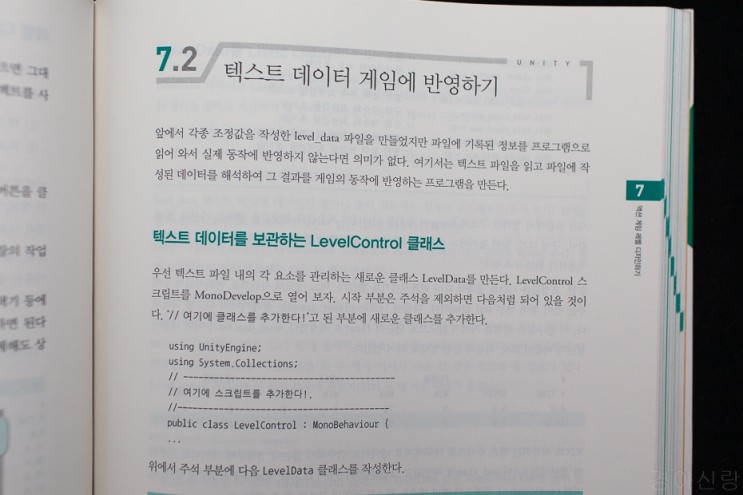 트맨 그대
벡트를 사
버튼을 클
장의 작업
택기 등에
하면 된다
제해도 상
7.2
UNITY
텍스트 데이터 게임에 반영하기
앞에서 각종 조정값을 작성한 level_data 파일을 만들었지만 파일에 기록된 정보를 프로그램으로
읽어 와서 실제 동작에 반영하지 않는다면 의미가 없다. 여기서는 텍스트 파일을 읽고 파일에 작
성된 데이터를 해석하여 그 결과를 게임의 동작에 반영하는 프로그램을 만든다.
텍스트 데이터를 보관하는 LevelControl 클래스
우선 텍스트 파일 내의 각 요소를 관리하는 새로운 클래스 LevelData를 만든다. LevelControl 스
크립트를 MonoDevelop으로 열어 보자. 시작 부분은 주석을 제외하면 다음처럼 되어 있을 것이
다. '// 여기에 클래스를 추가한다!'고 된 부분에 새로운 클래스를 추가한다.
using UnityEngine;
using System.Collections;
// -----------------------------------------
// 여기에 스크립트를 추가한다!.
//-----------------------------------------
public class LevelControl : MonoBehaviour {
...
위에서 주석 부분에 다음 LevelData 클래스를 작성한다.
7
액션 게임 레벨 디자인하기
경아신랑